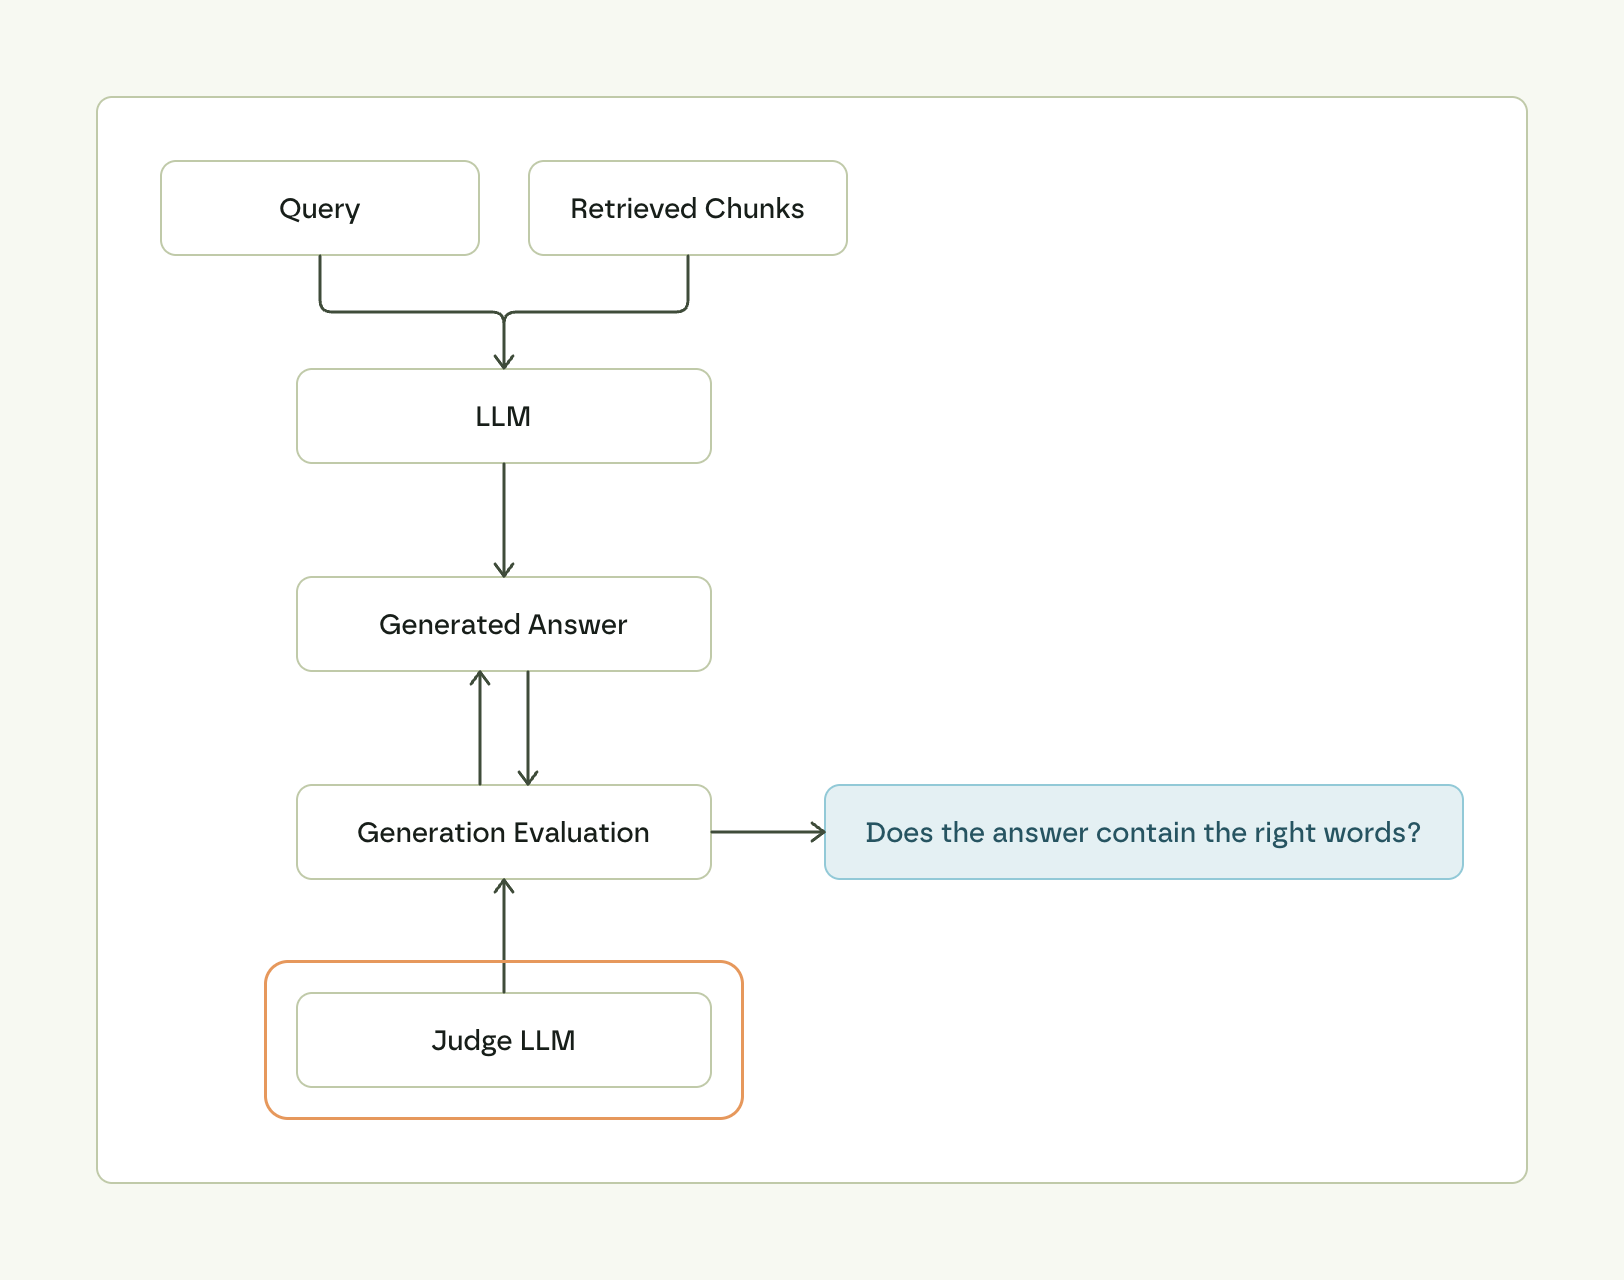 Query
Retrieved Chunks
LLM
Generated Answer
Generation Evaluation
Does the answer contain the right words?
Judge LLM